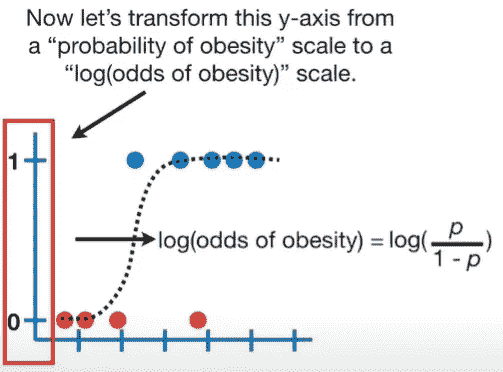 Now let's transform this y-axis from
a “probability of obesity” scale to a
“log(odds of obesity)” scale.
1
log(odds of obesity) = log(p / 1 - p)
0